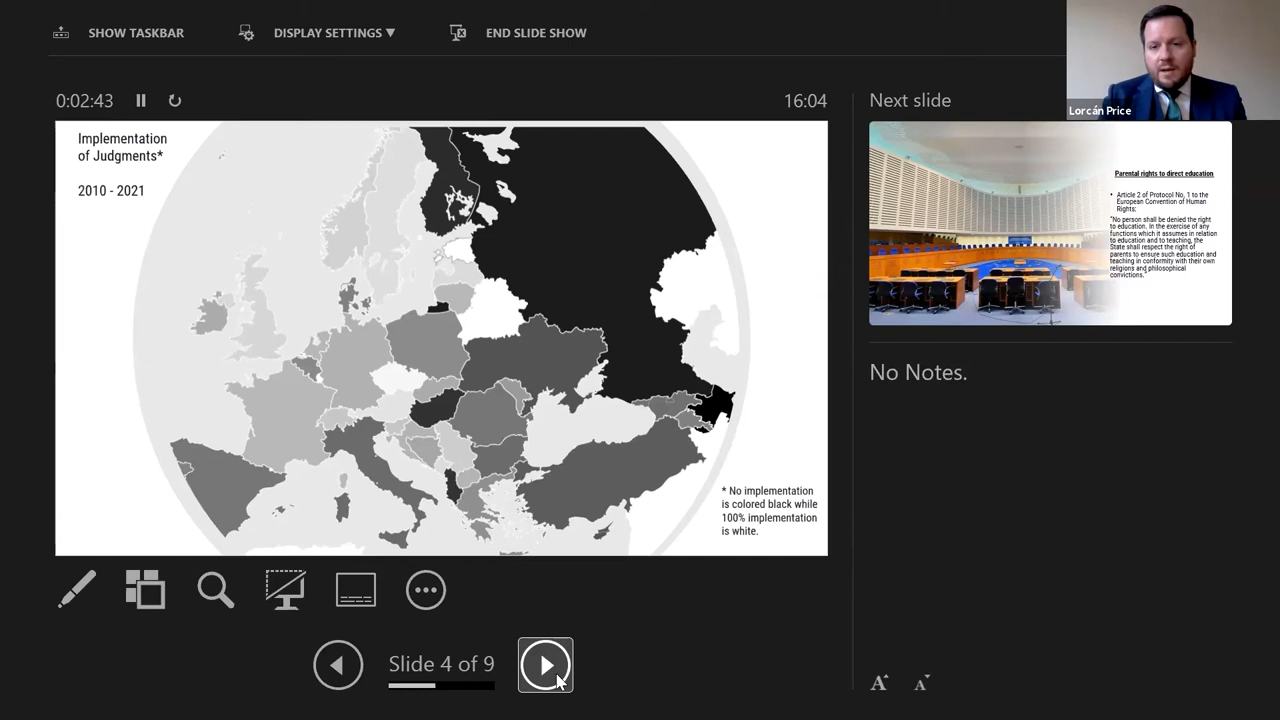 SHOW TASKBAR
DISPLAY SETTINGS ▼
END SLIDE SHOW
Lorcán Price
0:02:43
16:04
Next slide
Implementation
of Judgments*
2010 - 2021
* No implementation
is colored black while
100% implementation
is white.
Parental rights to direct education
• Article 2 of Protocol No. 1 to the
European Convention of Human
Rights:
"No person shall be denied the right
to education. In the exercise of any
functions which it assumes in relation
to education and to teaching, the
State shall respect the right of
parents to ensure such education and
teaching in conformity with their own
religions and philosophical
convictions."
No Notes.
Slide 4 of 9
A
A